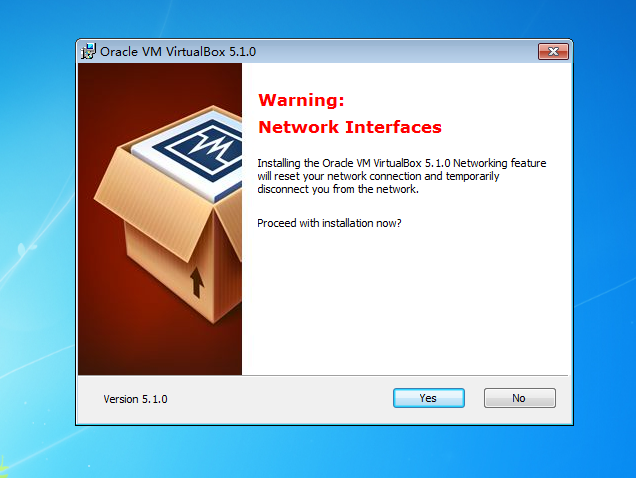 Oracle VM VirtualBox 5.1.0
Warning:
Network Interfaces
Installing the Oracle VM VirtualBox 5.1.0 Networking feature
will reset your network connection and temporarily
disconnect you from the network.
Proceed with installation now?
Version 5.1.0
Yes
No